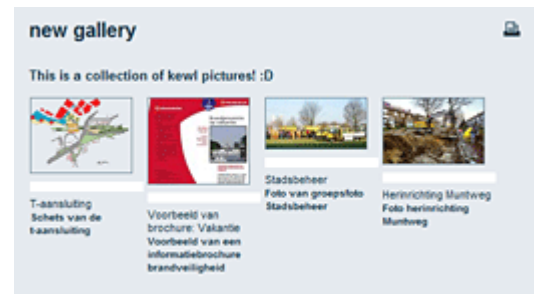 new gallery
This is a collection of kewl pictures! :D
T-aansluting
Schets van de
t-aansluiting
Voorbeeld van
brochure: Vakantie
Voorbeeld van een
informatiebrochure
brandveiligheid
Stadsbeheer
Foto van groepsfoto
Stadsbeheer
Herinrichting Muntweg
Foto herinrichting
Muntweg